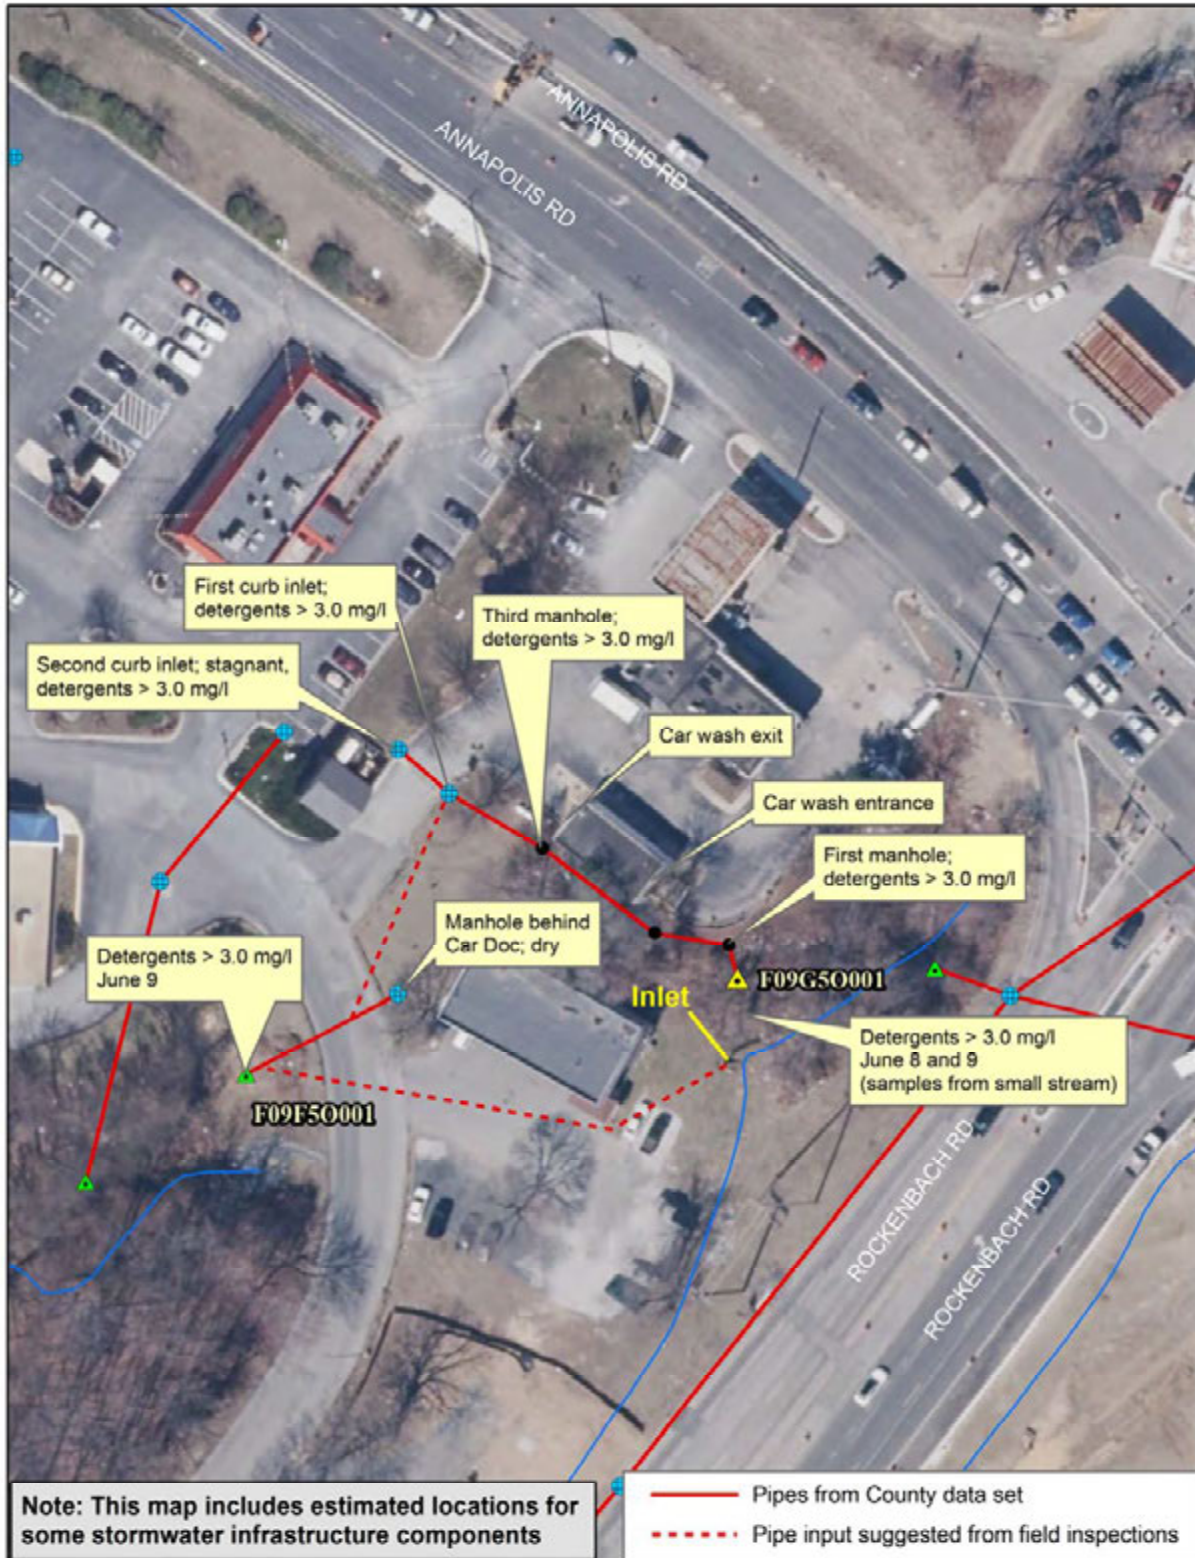 ANNAPOLIS RD
ANNAPOLIS RD
First curb inlet;
detergents > 3.0 mg/l
Third manhole;
detergents > 3.0 mg/l
Second curb inlet; stagnant,
detergents > 3.0 mg/l
Car wash exit
Car wash entrance
First manhole;
detergents > 3.0 mg/l
Manhole behind
Car Doc; dry
Detergents > 3.0 mg/l
June 9
Inlet
F09G5O001
Detergents > 3.0 mg/l
June 8 and 9
(samples from small stream)
F09F5O001
ROCKENBACH RD
ROCKENBACH RD
Note: This map includes estimated locations for
some stormwater infrastructure components
Pipes from County data set
Pipe input suggested from field inspections